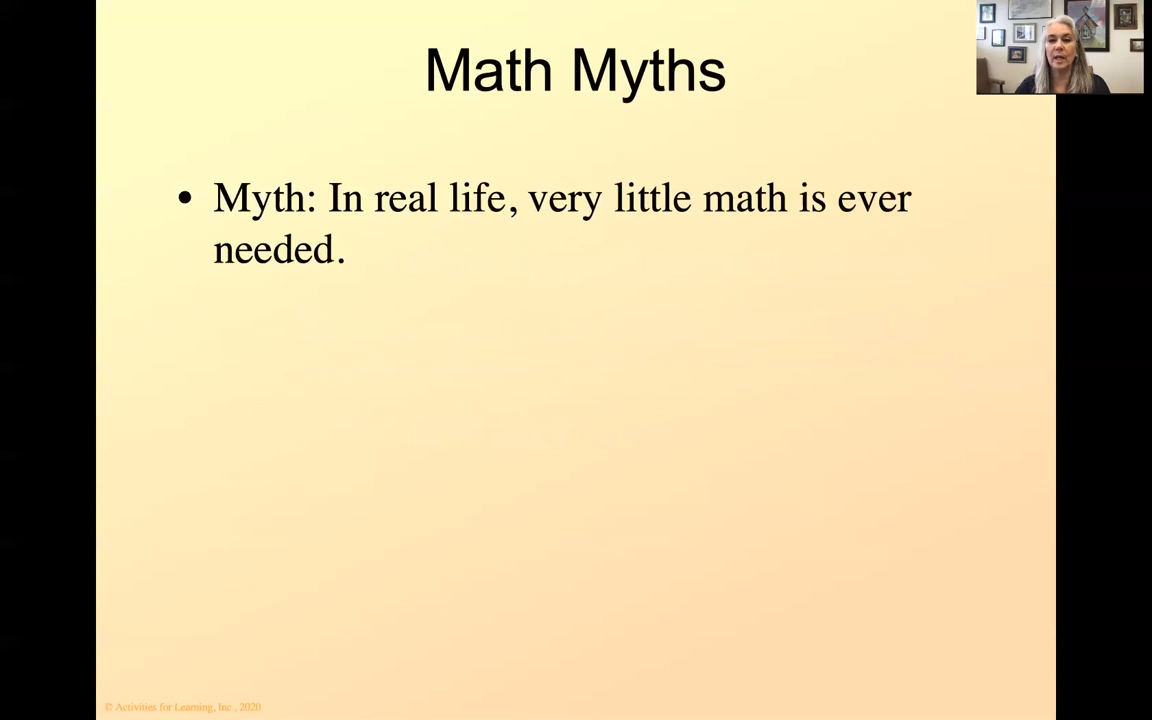 Math Myths
• Myth: In real life, very little math is ever
needed.
© Activities for Learning, Inc., 2020